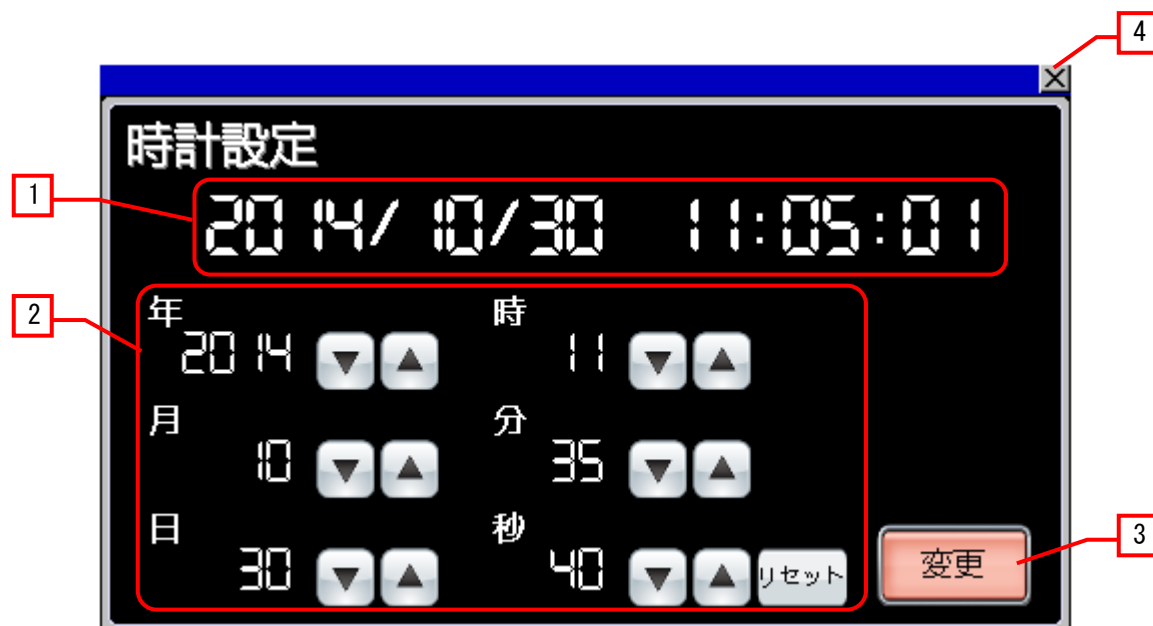 4
時計設定
1
2014/10/30 11:05:01
2
年 時
2014 ▼ ▲ 11 ▼ ▲
月 分
10 ▼ ▲ 35 ▼ ▲
日 秒
30 ▼ ▲ 40 ▼ ▲ リセット
変更
3